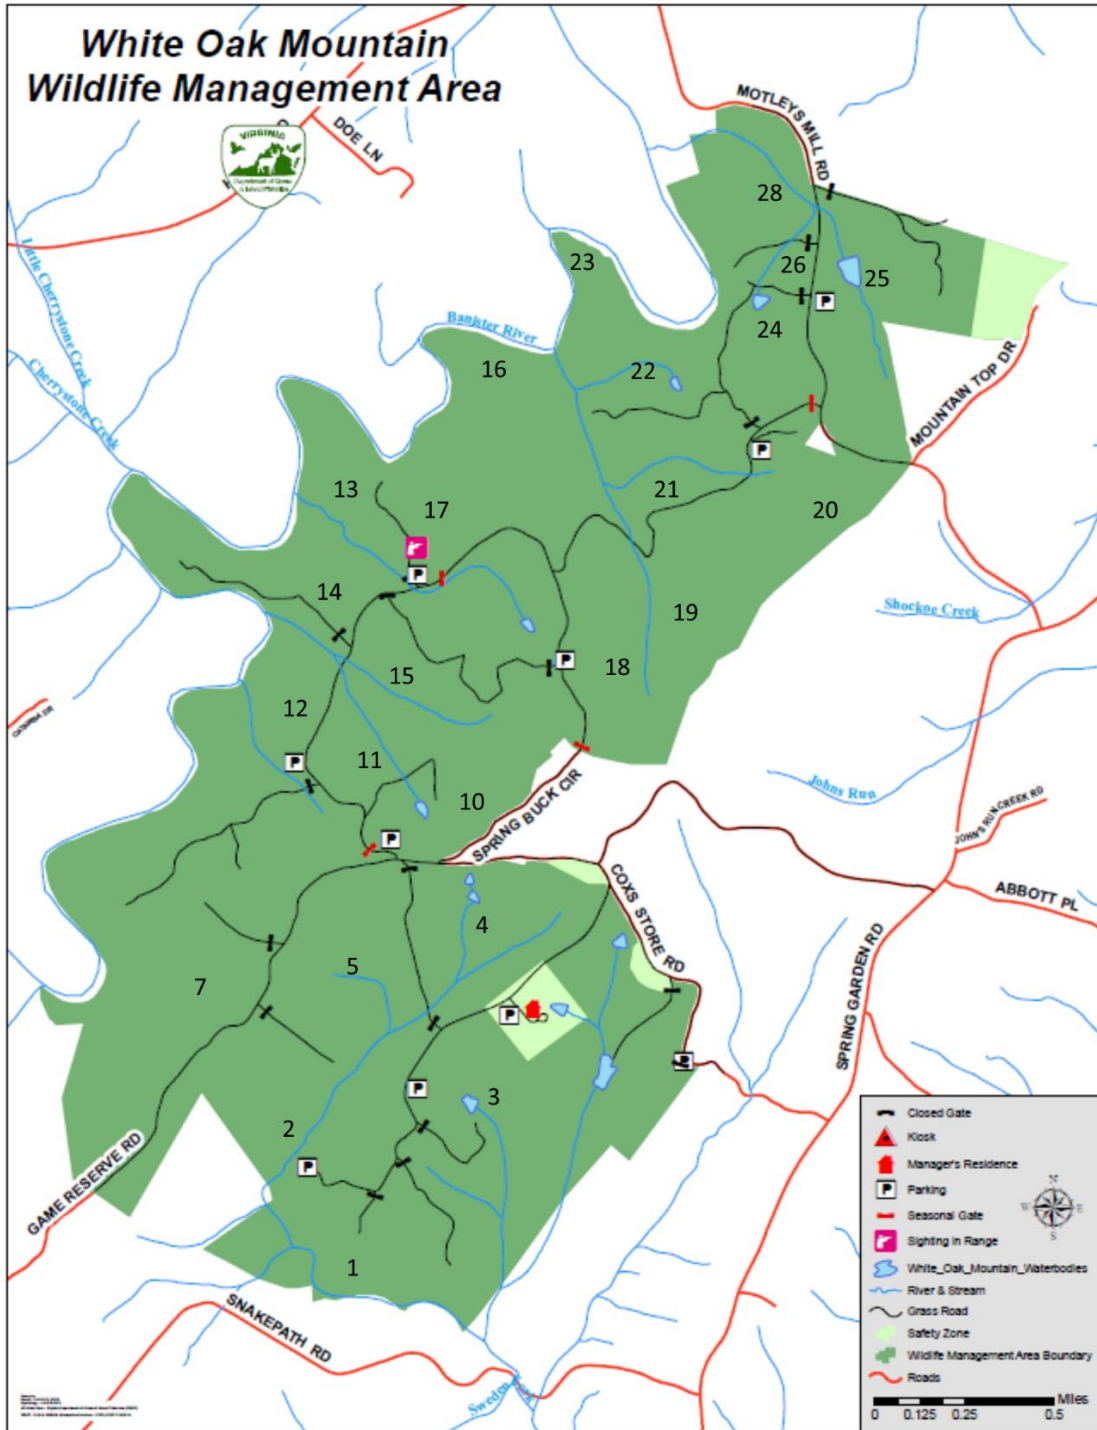 White Oak Mountain
Wildlife Management Area
VIRGINIA
DOE LN
MOTLEYS MILL RD
Little Cherrystone Creek
Cherrystone Creek
Banister River
28
23
26
25
24
16
22
MOUNTAIN TOP DR
13
17
21
20
P
14
Shockoe Creek
19
15
18
12
11
10
Johns Run
SPRING BUCK CIR
JOHN'S RUN CREEK RD
COXS STORE RD
ABBOTT PL
4
5
7
SPRING GARDEN RD
3
2
GAME RESERVE RD
1
SNAKEPATH RD
Closed Gate
Kiosk
Manager's Residence
P Parking
Seasonal Gate
Sighting In Range
White_Oak_Mountain_Waterbodies
River & Stream
Grass Road
Safety Zone
Wildlife Management Area Boundary
Roads
N
W E
S
Miles
0 0.125 0.25 0.5